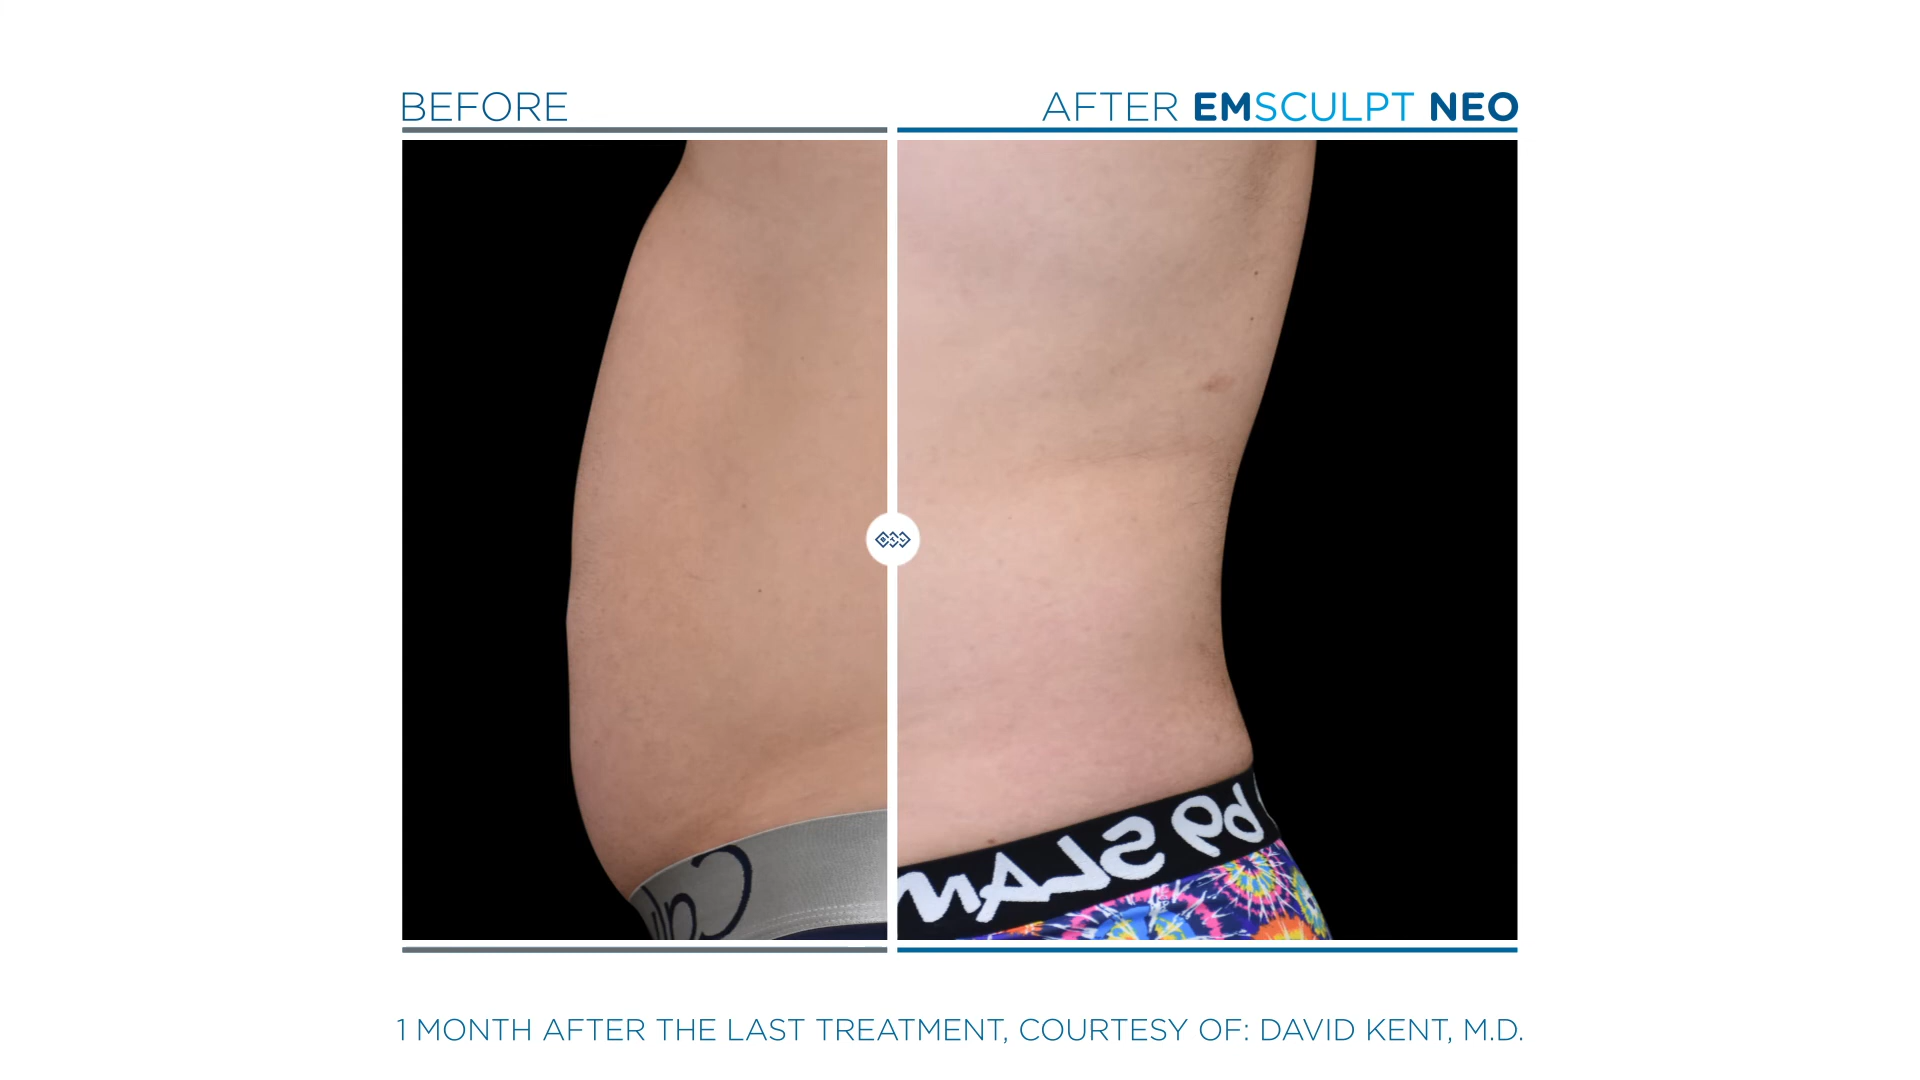 BEFORE
AFTER EMSCULPT NEO
1 MONTH AFTER THE LAST TREATMENT, COURTESY OF: DAVID KENT, M.D.